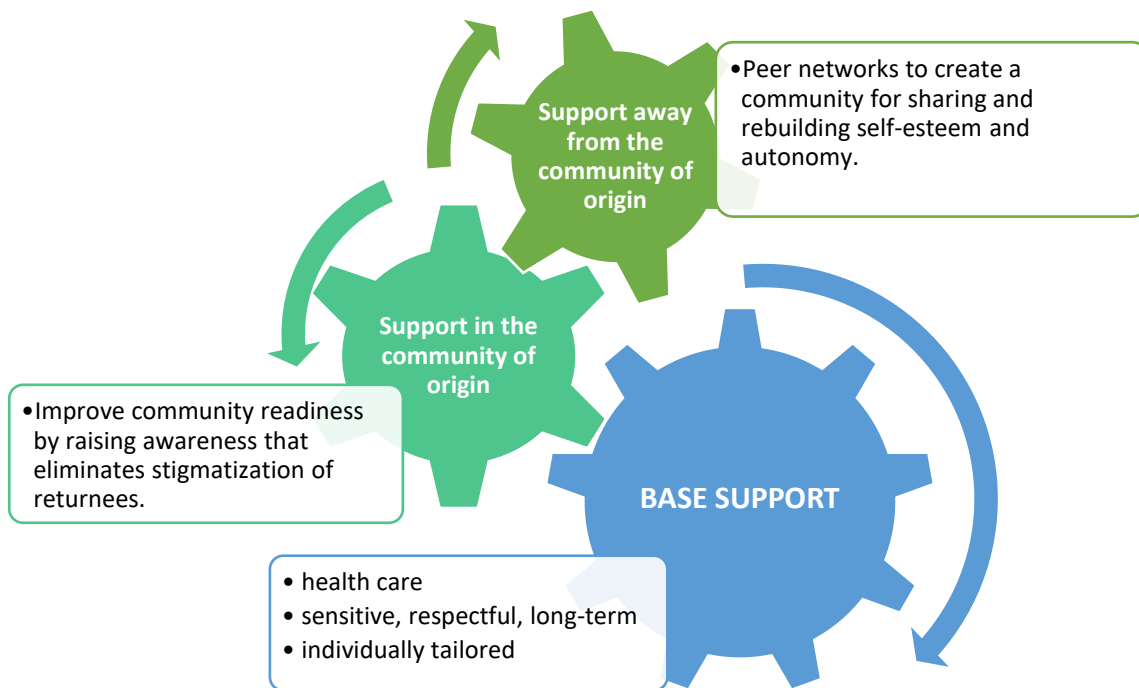 Support away
from the
community of
origin
•Peer networks to create a
community for sharing and
rebuilding self-esteem and
autonomy.
Support in the
community of
origin
•Improve community readiness
by raising awareness that
eliminates stigmatization of
returnees.
BASE SUPPORT
• health care
• sensitive, respectful, long-term
• individually tailored